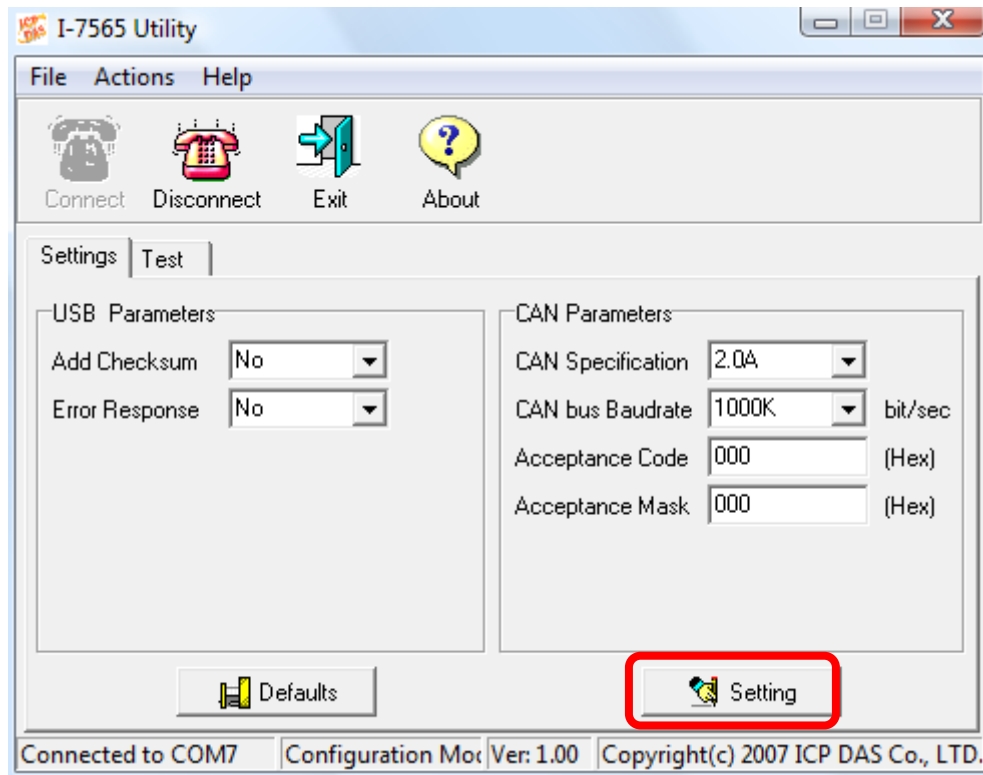 I-7565 Utility
File Actions Help
Connect Disconnect Exit About
Settings Test
USB Parameters
Add Checksum No
Error Response No
CAN Parameters
CAN Specification 2.0A
CAN bus Baudrate 1000K bit/sec
Acceptance Code 000 (Hex)
Acceptance Mask 000 (Hex)
Defaults
Setting
Connected to COM7 Configuration Mod Ver: 1.00 Copyright(c) 2007 ICP DAS Co., LTD.